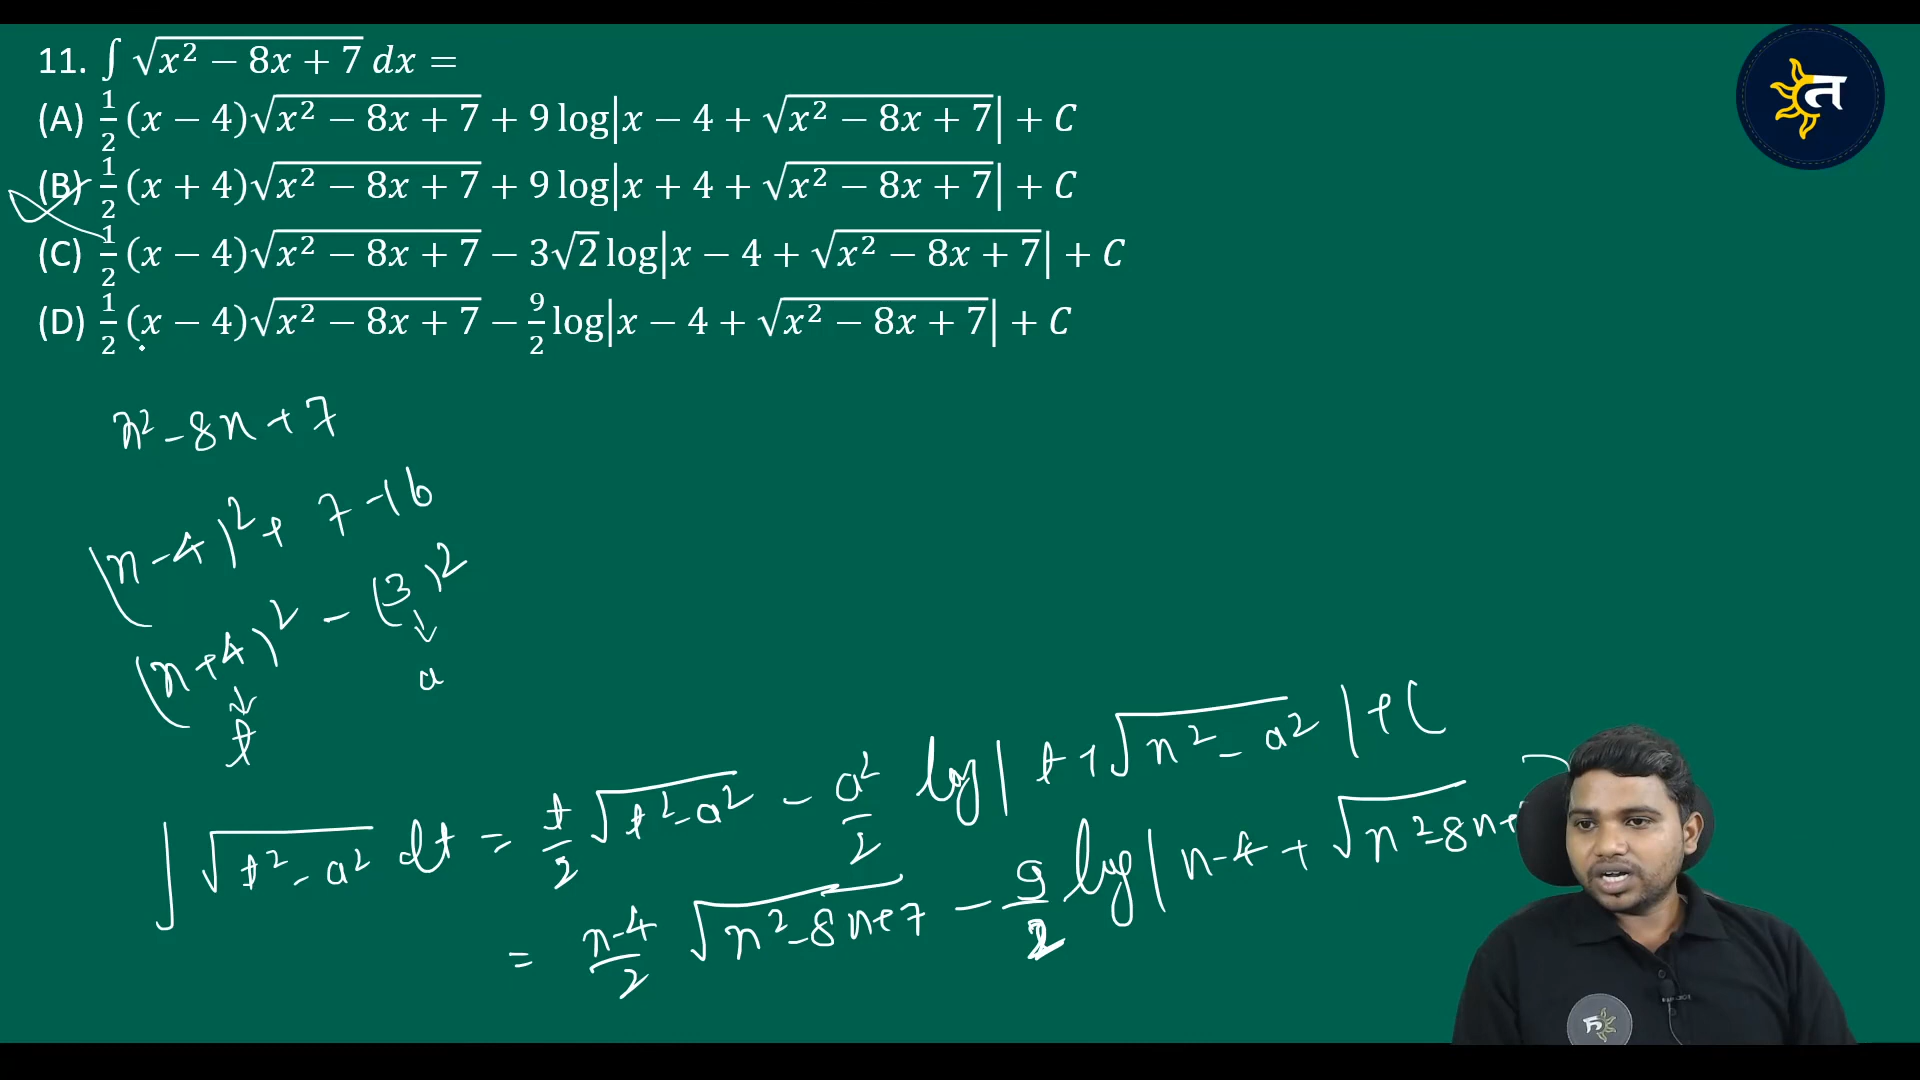 11. ∫ √(x² − 8x + 7) dx =
(A) 1/2 (x − 4)√(x² − 8x + 7) + 9 log|x − 4 + √(x² − 8x + 7)| + C
(B) 1/2 (x + 4)√(x² − 8x + 7) + 9 log|x + 4 + √(x² − 8x + 7)| + C
(C) 1/2 (x − 4)√(x² − 8x + 7) − 3√2 log|x − 4 + √(x² − 8x + 7)| + C
(D) 1/2 (x − 4)√(x² − 8x + 7) − 9/2 log|x − 4 + √(x² − 8x + 7)| + C
x² − 8x + 7
(x − 4)² + 7 − 16
(x + 4)² − (3)²
↓ t ↓ a
∫ √(t² − a²) dt = t/2 √(t² − a²) − a²/2 log|t + √(x² − a²)| + C
= x−4/2 √(x² − 8x + 7) − 9/2 log|x − 4 + √(x² − 8x +
त
त